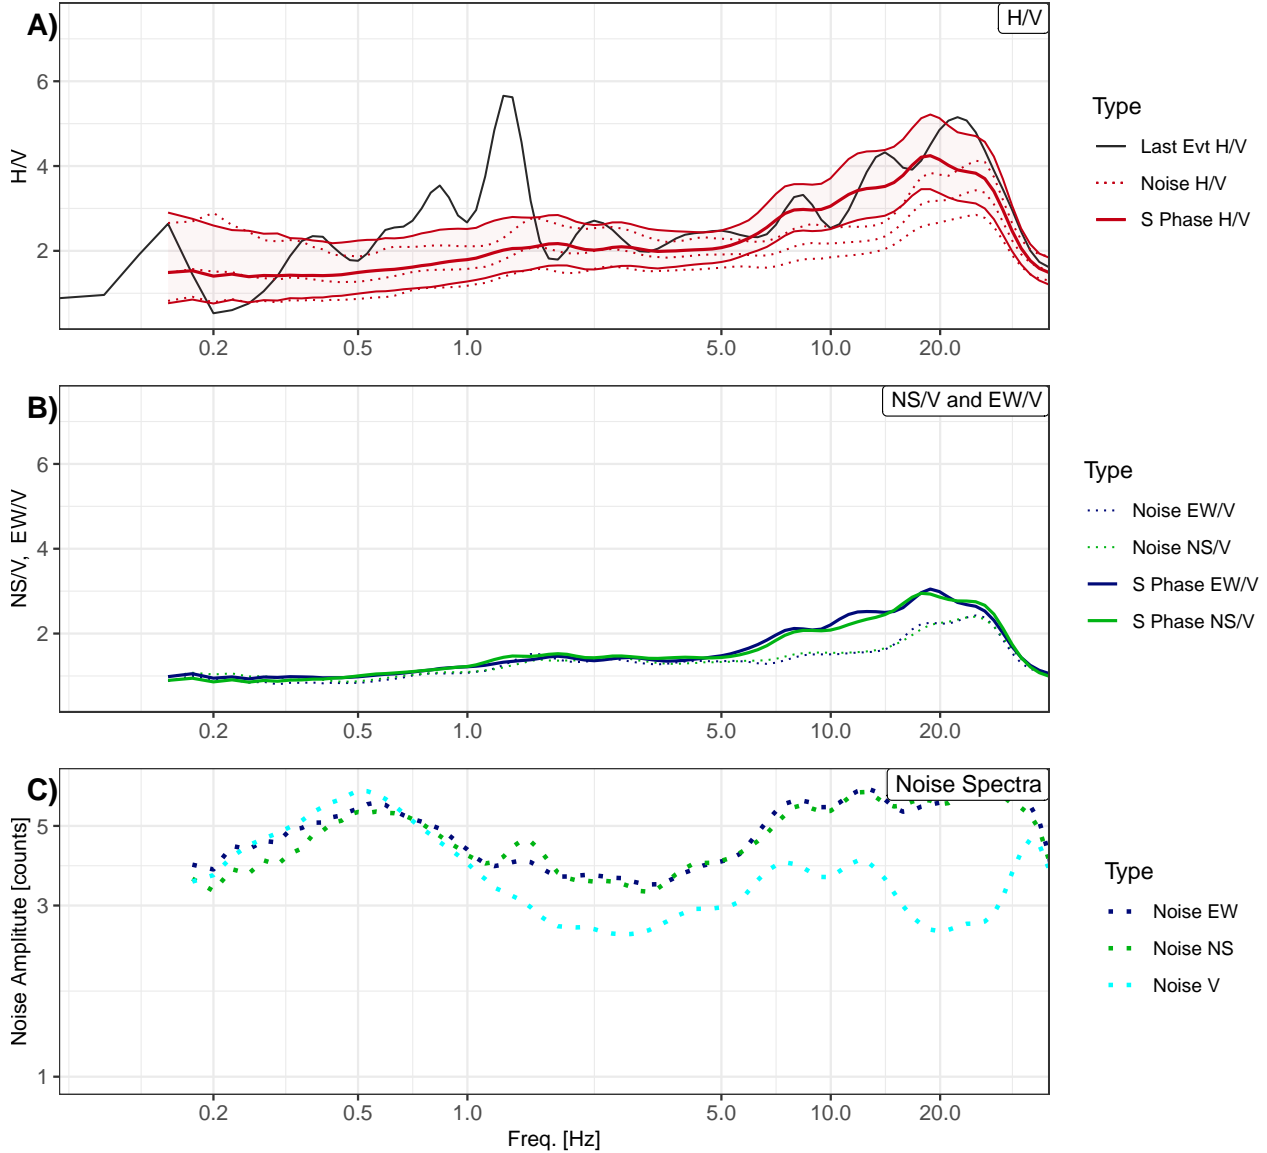 A)
H/V
6
4
2
H/V
0.2 0.5 1.0 5.0 10.0 20.0
Type
Last Evt H/V
Noise H/V
S Phase H/V
B)
NS/V and EW/V
6
4
2
NS/V, EW/V
0.2 0.5 1.0 5.0 10.0 20.0
Type
Noise EW/V
Noise NS/V
S Phase EW/V
S Phase NS/V
C)
Noise Spectra
5
3
1
Noise Amplitute [counts]
0.2 0.5 1.0 5.0 10.0 20.0
Freq. [Hz]
Type
Noise EW
Noise NS
Noise V